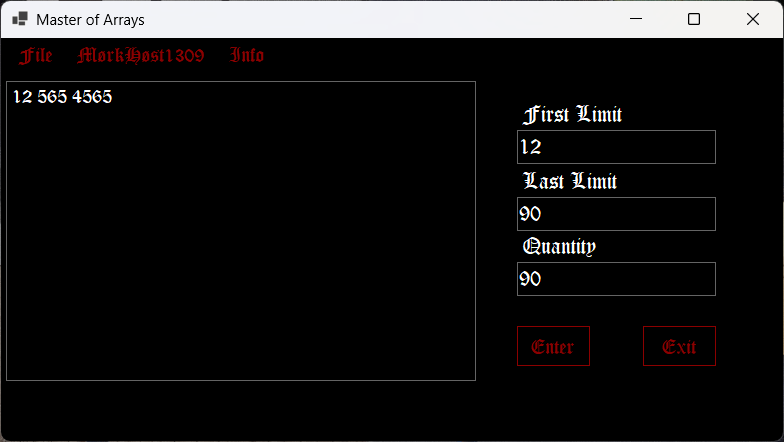 Master of Arrays
File MorkHost1309 Info
12 565 4565
First Limit
12
Last Limit
90
Quantity
90
Enter Exit